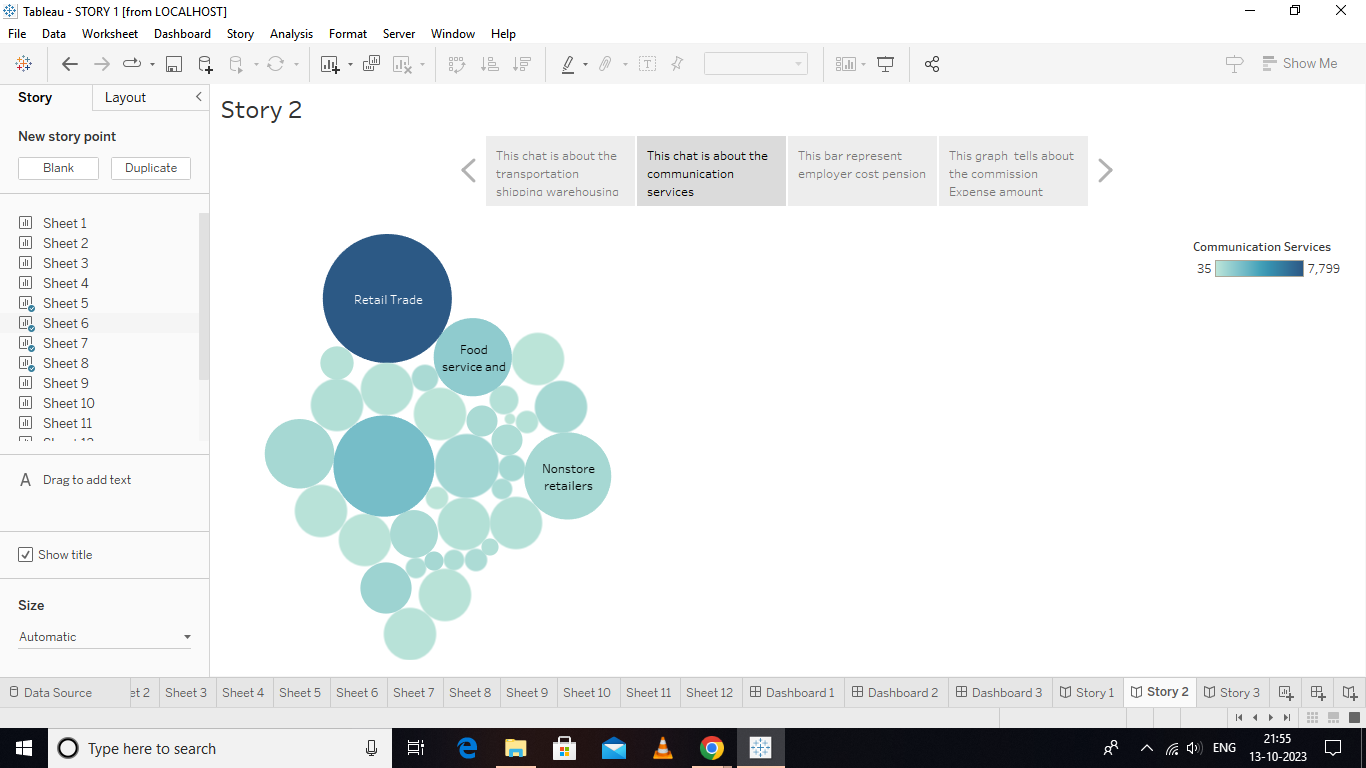 Tableau - STORY 1 [from LOCALHOST]
File Data Worksheet Dashboard Story Analysis Format Server Window Help
Show Me
Story Layout
New story point
Blank Duplicate
Sheet 1
Sheet 2
Sheet 3
Sheet 4
Sheet 5
Sheet 6
Sheet 7
Sheet 8
Sheet 9
Sheet 10
Sheet 11
A Drag to add text
Show title
Size
Automatic
Story 2
This chat is about the
transportation
shipping warehousing
This chat is about the
communication
services
This bar represent
employer cost pension
This graph tells about
the commission
Expense amount
Retail Trade
Food
service and
Nonstore
retailers
Communication Services
35 7,799
Data Source et 2 Sheet 3 Sheet 4 Sheet 5 Sheet 6 Sheet 7 Sheet 8 Sheet 9 Sheet 10 Sheet 11 Sheet 12 Dashboard 1 Dashboard 2 Dashboard 3 Story 1 Story 2 Story 3
Type here to search
ENG
21:55
13-10-2023